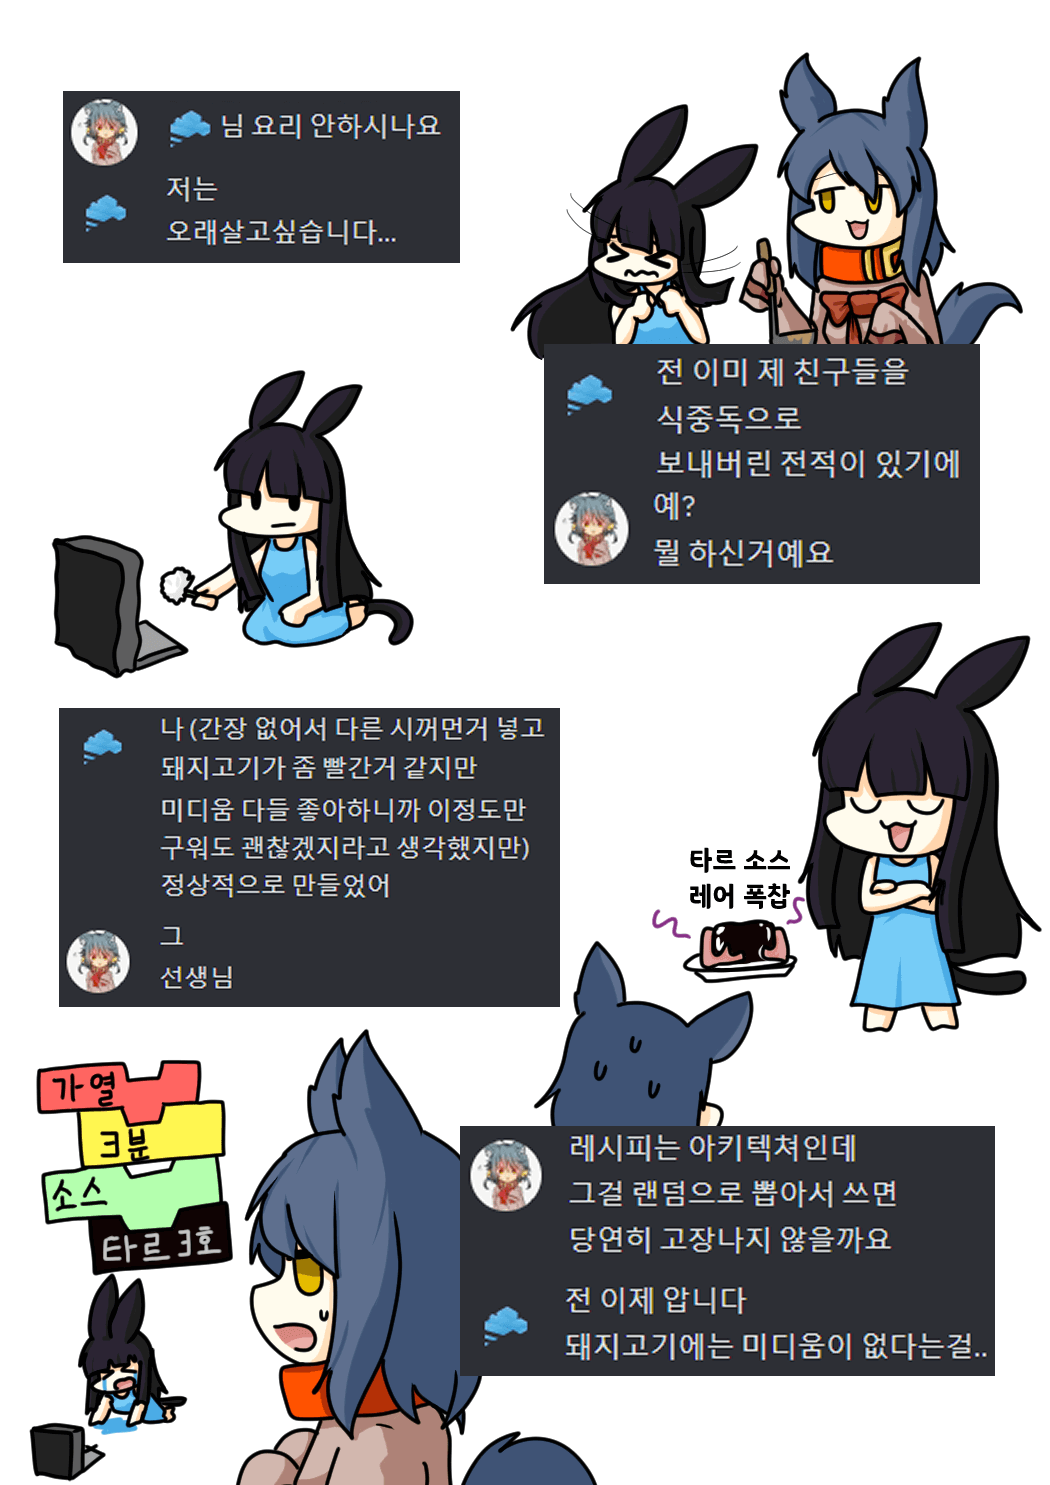 님 요리 안하시나요
저는
오래살고싶습니다...
전 이미 제 친구들을
식중독으로
보내버린 전적이 있기에
예?
뭘 하신거예요
나 (간장 없어서 다른 시꺼먼거 넣고
돼지고기가 좀 빨간거 같지만
미디움 다들 좋아하니까 이정도만
구워도 괜찮겠지라고 생각했지만)
정상적으로 만들었어
그
선생님
타르 소스
레어 폭찹
가열
3분
소스
타르3호
레시피는 아키텍쳐인데
그걸 랜덤으로 뽑아서 쓰면
당연히 고장나지 않을까요
전 이제 압니다
돼지고기에는 미디움이 없다는걸..